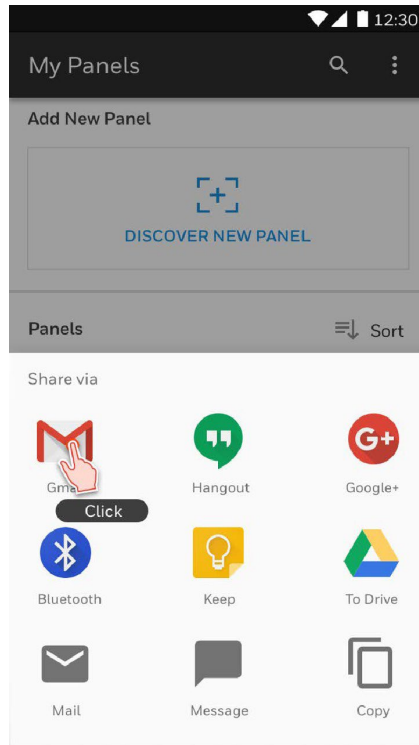 12:30
My Panels
Add New Panel
DISCOVER NEW PANEL
Panels
Sort
Share via
Hangout
G+
Google+
Click
Bluetooth
Keep
To Drive
Mail
Message
Copy